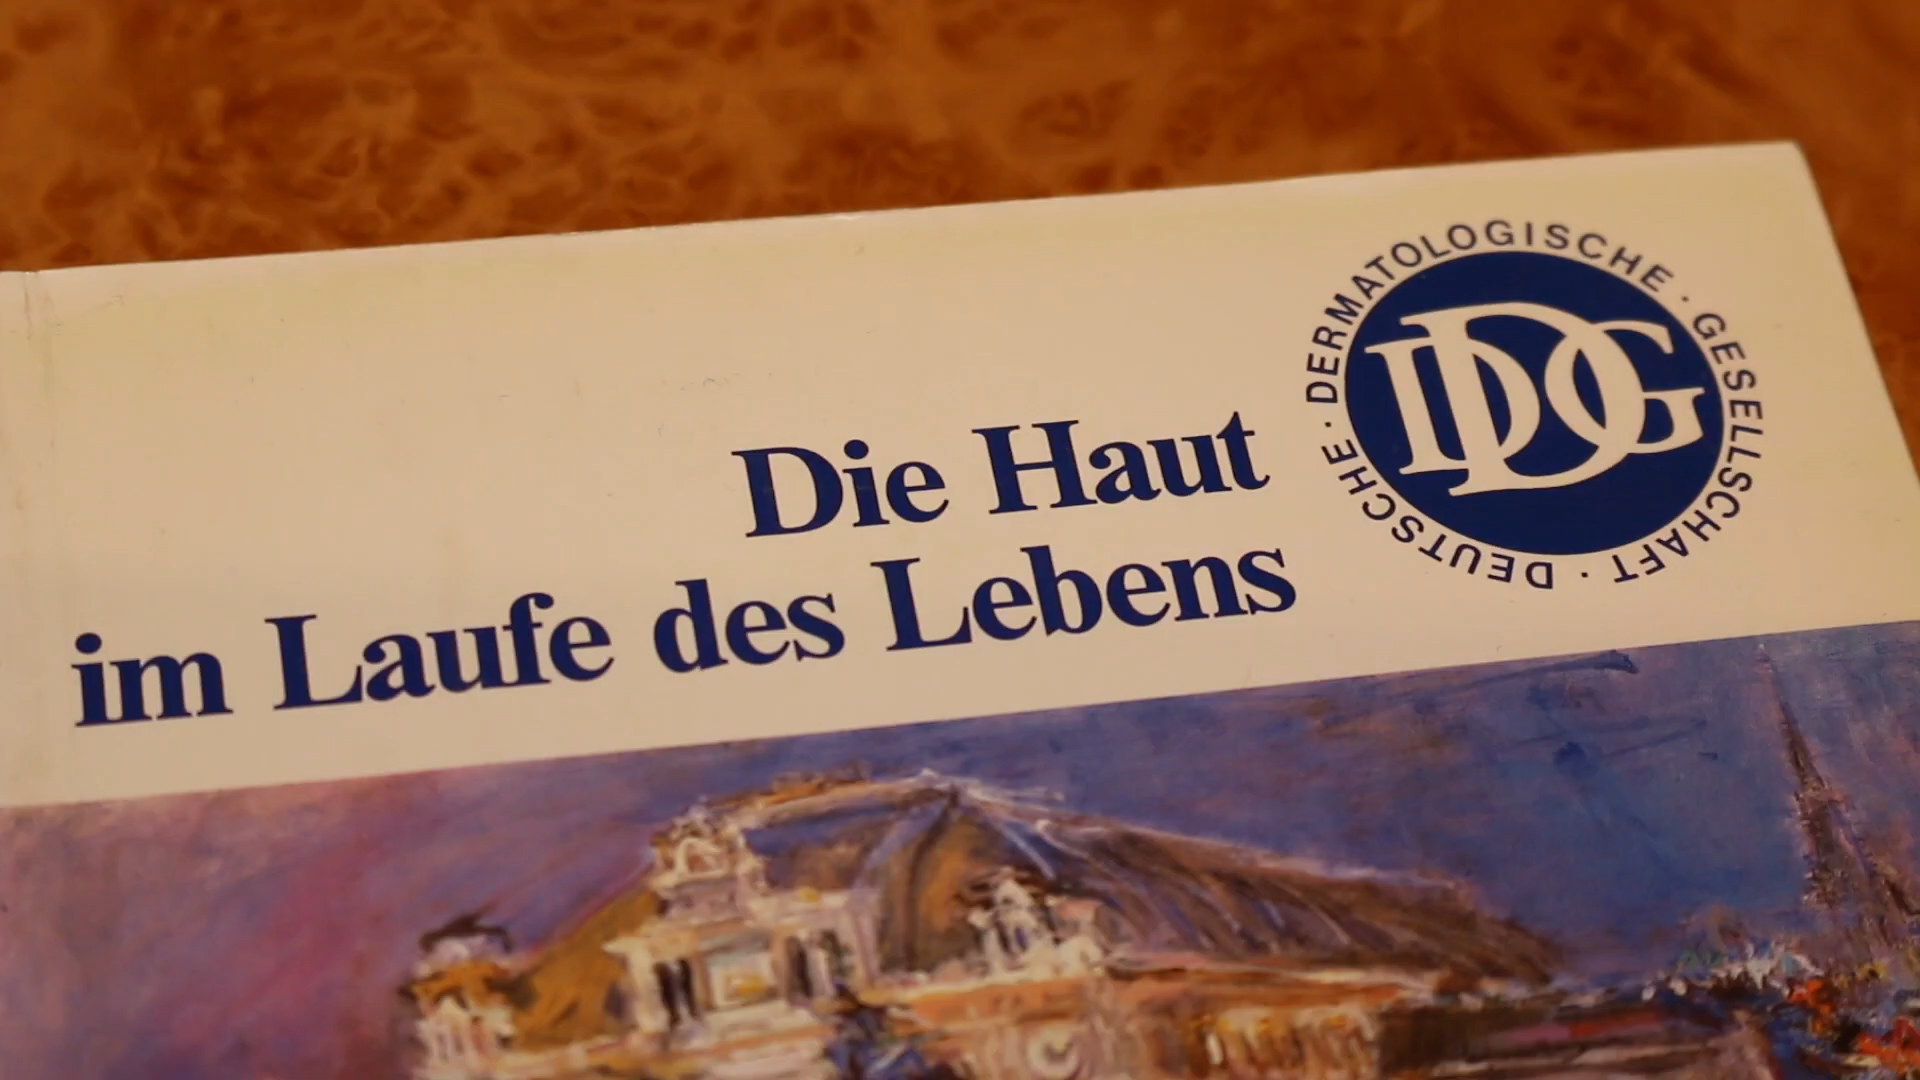 Die Haut
im Laufe des Lebens
DEUTSCHE · DERMATOLOGISCHE · GESELLSCHAFT ·
DDG